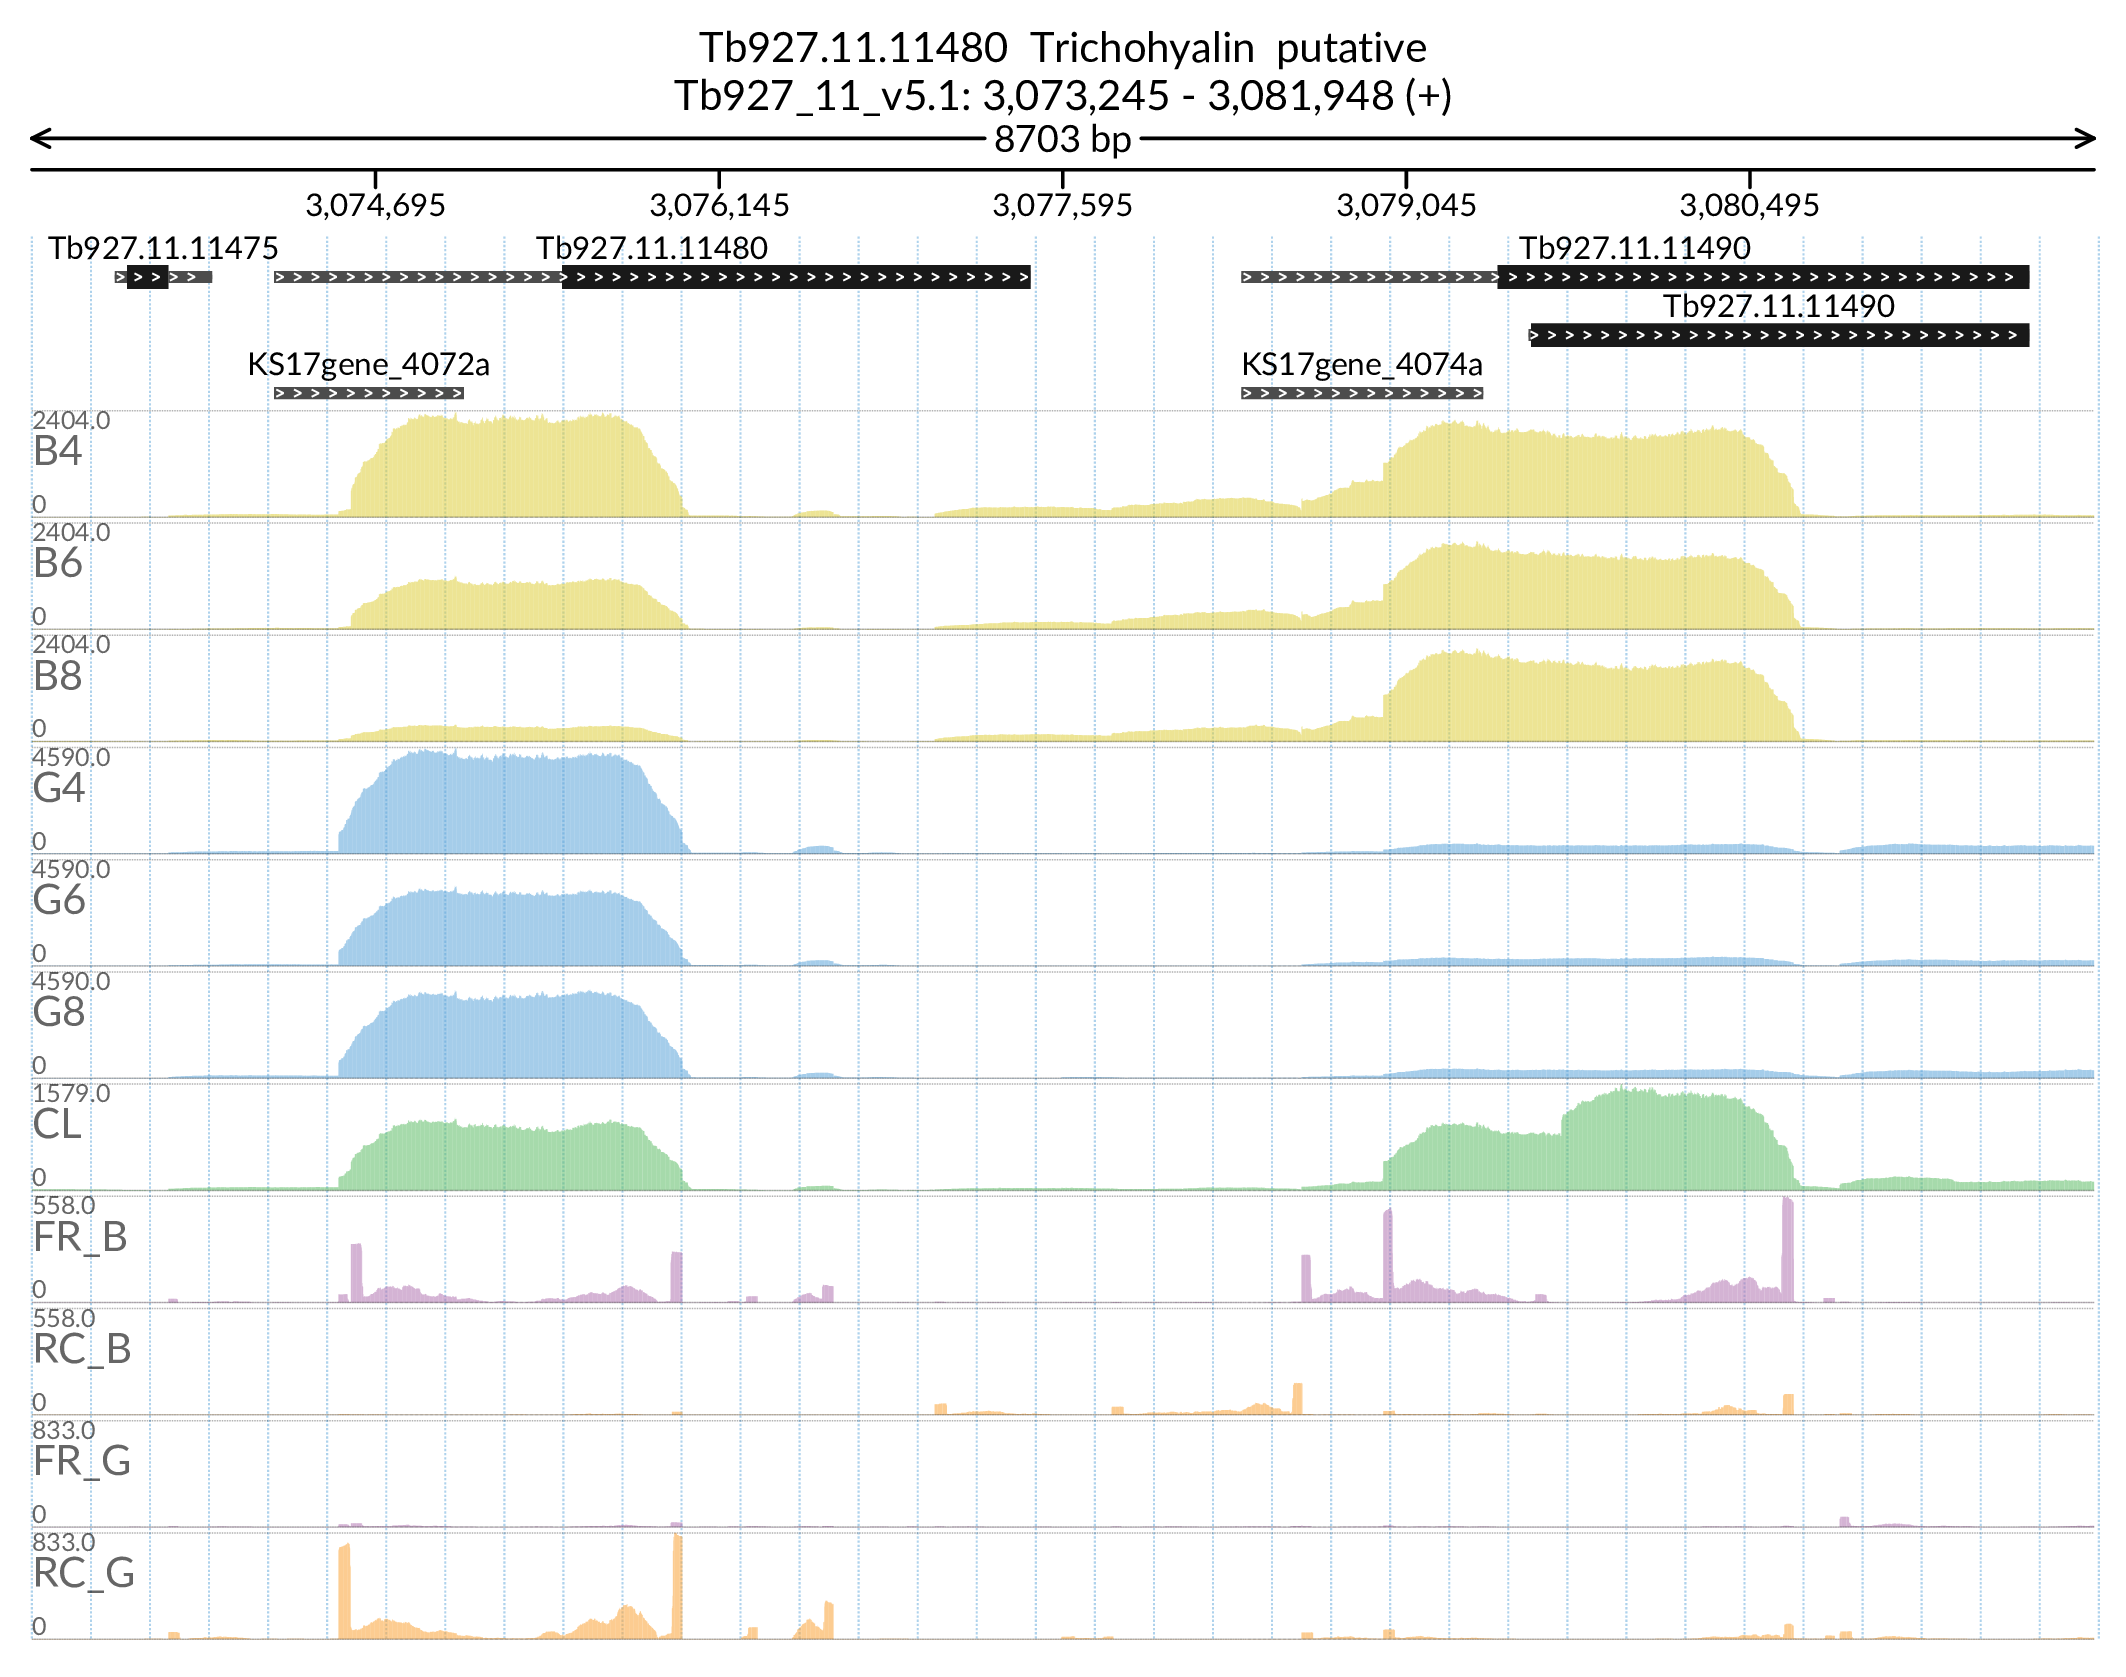 Tb927.11.11480 Trichohyalin putative
Tb927_11_v5.1: 3,073,245 - 3,081,948 (+)
8703 bp
3,074,695 3,076,145 3,077,595 3,079,045 3,080,495
Tb927.11.11475 Tb927.11.11480 Tb927.11.11490
Tb927.11.11490
KS17gene_4072a KS17gene_4074a
2404.0
B4
0
2404.0
B6
0
2404.0
B8
0
4590.0
G4
0
4590.0
G6
0
4590.0
G8
0
1579.0
CL
0
558.0
FR_B
0
558.0
RC_B
0
833.0
FR_G
0
833.0
RC_G
0